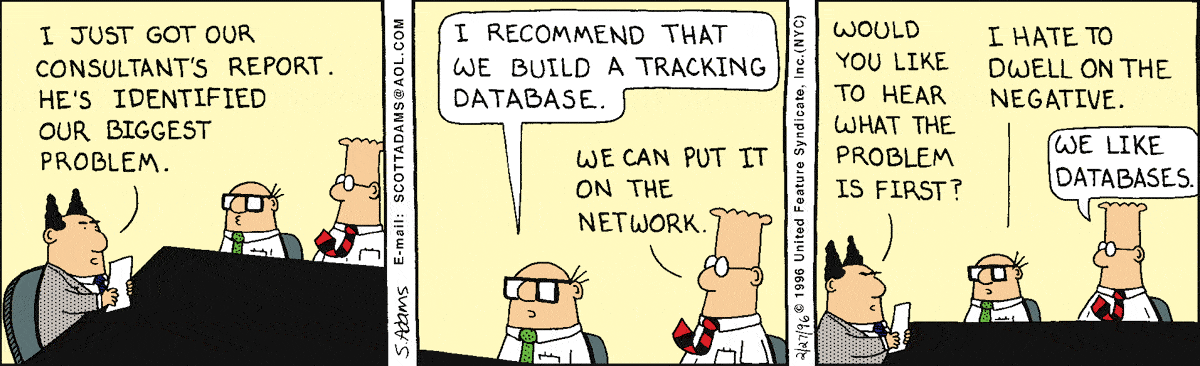 I JUST GOT OUR
CONSULTANT'S REPORT.
HE'S IDENTIFIED
OUR BIGGEST
PROBLEM.
S. Adams E-mail: SCOTTADAMS@AOL.COM
I RECOMMEND THAT
WE BUILD A TRACKING
DATABASE.
WE CAN PUT IT
ON THE
NETWORK.
2/27/96 © 1996 United Feature Syndicate, Inc.(NYC)
WOULD
YOU LIKE
TO HEAR
WHAT THE
PROBLEM
IS FIRST?
I HATE TO
DWELL ON THE
NEGATIVE.
WE LIKE
DATABASES.